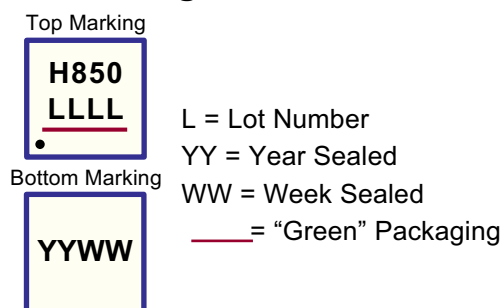 Top Marking
H850
LLLL
Bottom Marking
YYWW
L = Lot Number
YY = Year Sealed
WW = Week Sealed
= “Green” Packaging